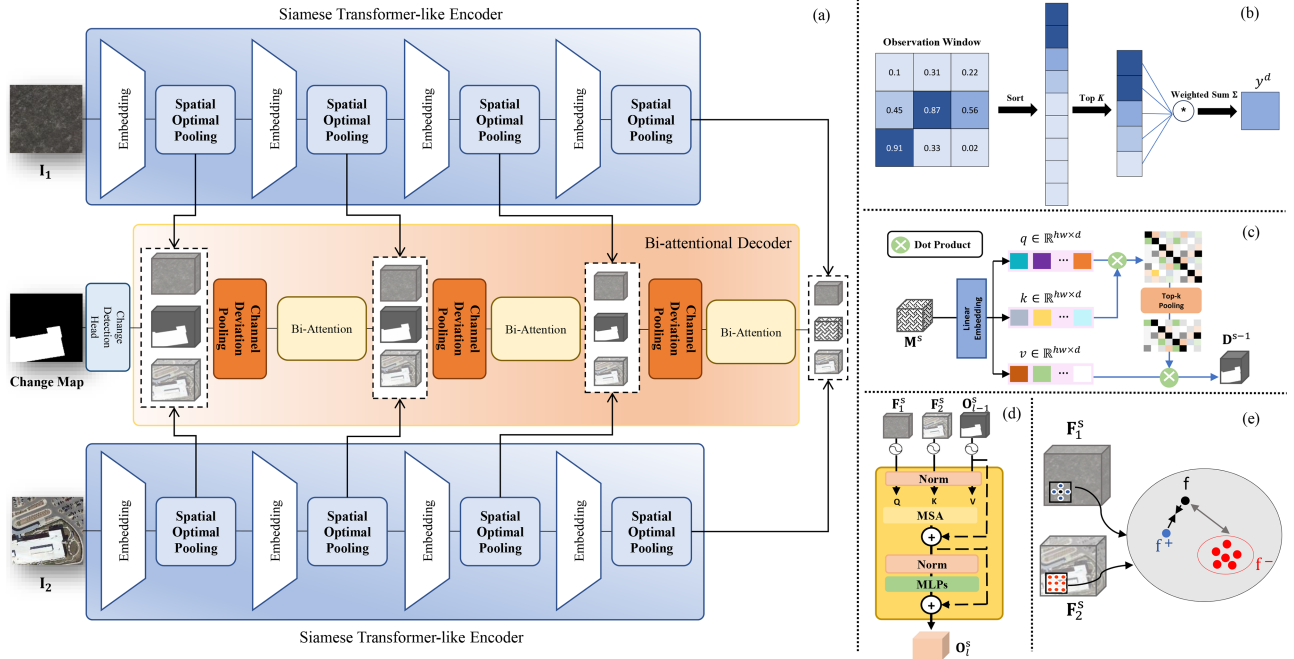 Siamese Transformer-like Encoder
(a)
Embedding
Spatial
Optimal
Pooling
Embedding
Spatial
Optimal
Pooling
Embedding
Spatial
Optimal
Pooling
Embedding
Spatial
Optimal
Pooling
I₁
Bi-attentional Decoder
Change Map
Change
Detection
Head
Channel
Deviation
Pooling
Bi-Attention
Channel
Deviation
Pooling
Bi-Attention
Channel
Deviation
Pooling
Bi-Attention
I₂
Embedding
Spatial
Optimal
Pooling
Embedding
Spatial
Optimal
Pooling
Embedding
Spatial
Optimal
Pooling
Embedding
Spatial
Optimal
Pooling
Siamese Transformer-like Encoder
(b)
Observation Window
0.1 0.31 0.22
0.45 0.87 0.56
0.91 0.33 0.02
Sort
Top K
*
Weighted Sum Σ
y^d
(c)
× Dot Product
M^s
Linear
Embedding
q ∈ ℝ^{hw×d}
...
k ∈ ℝ^{hw×d}
...
v ∈ ℝ^{hw×d}
...
×
Top-k
Pooling
×
D^{s−1}
(d)
F₁^s F₂^s O_{l−1}^s
Norm
Q K V
MSA
+
Norm
MLPs
+
O_l^s
(e)
F₁^s
F₂^s
f
f⁺
f⁻